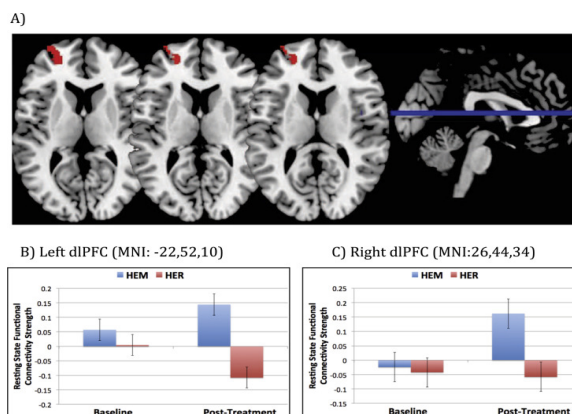 A)
B) Left dlPFC (MNI: -22,52,10)
HEM HER
Resting State Functional
Connectivity Strength
0.2
0.15
0.1
0.05
0
-0.05
-0.1
-0.15
-0.2
Baseline Post-Treatment
C) Right dlPFC (MNI:26,44,34)
HEM HER
Resting State Functional
Connectivity Strength
0.25
0.2
0.15
0.1
0.05
0
-0.05
-0.1
-0.15
Baseline Post-Treatment